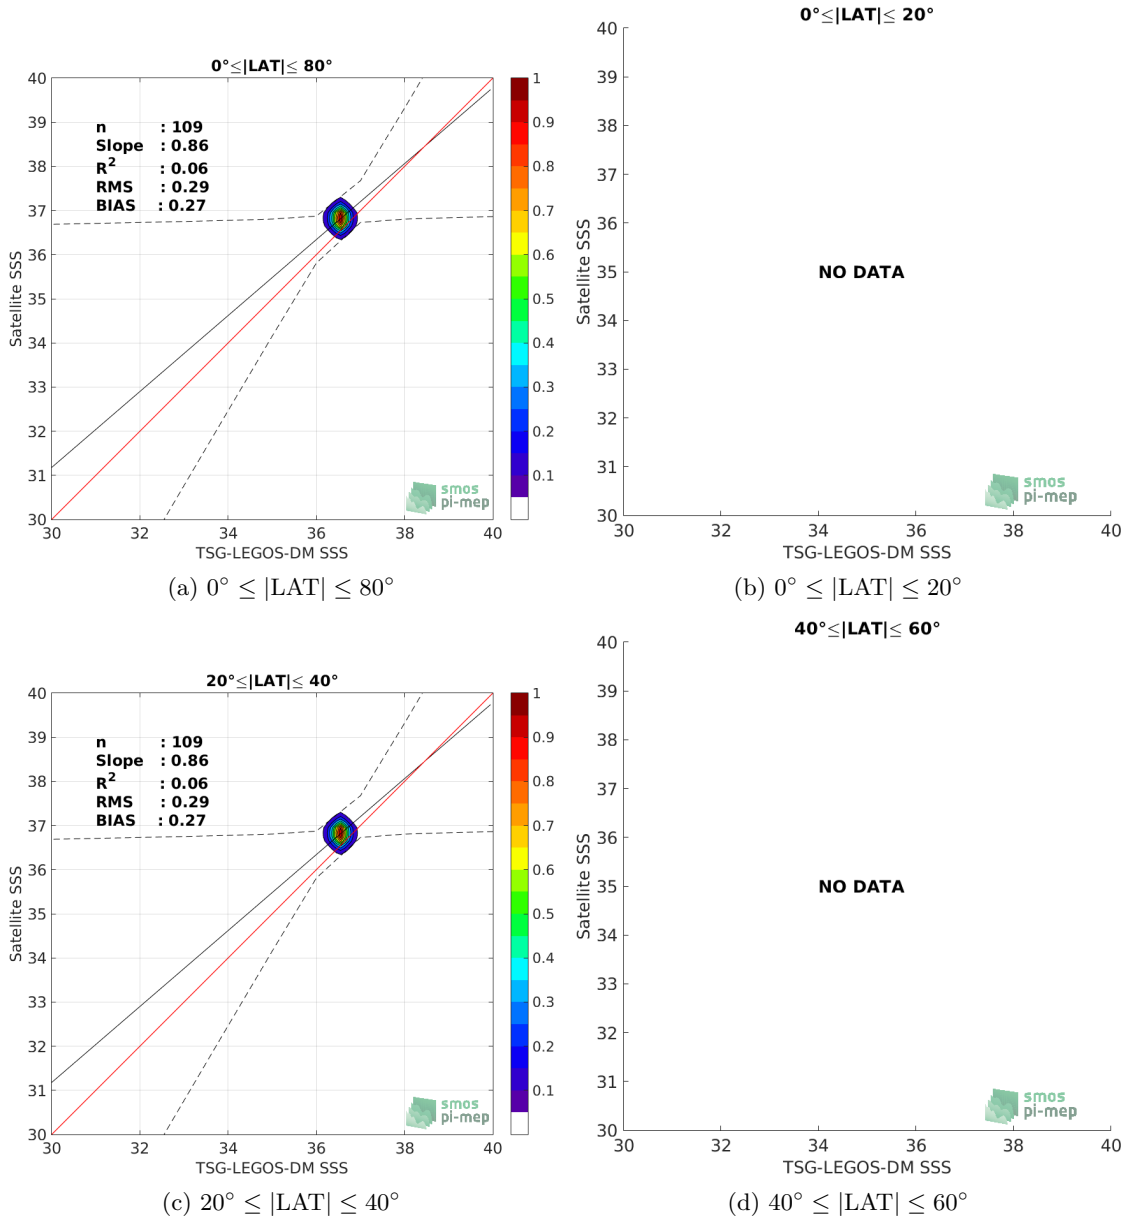 0°≤|LAT|≤ 80°
40
39
38
37
36
35
34
33
32
31
30
n : 109
Slope : 0.86
R2 : 0.06
RMS : 0.29
BIAS : 0.27
Satellite SSS
1
0.9
0.8
0.7
0.6
0.5
0.4
0.3
0.2
0.1
smos
pi-mep
30 32 34 36 38 40
TSG-LEGOS-DM SSS
(a) 0° ≤ |LAT| ≤ 80°
0°≤|LAT|≤ 20°
40
39
38
37
36
35
34
33
32
31
30
Satellite SSS
NO DATA
smos
pi-mep
30 32 34 36 38 40
TSG-LEGOS-DM SSS
(b) 0° ≤ |LAT| ≤ 20°
20°≤|LAT|≤ 40°
40
39
38
37
36
35
34
33
32
31
30
n : 109
Slope : 0.86
R2 : 0.06
RMS : 0.29
BIAS : 0.27
Satellite SSS
1
0.9
0.8
0.7
0.6
0.5
0.4
0.3
0.2
0.1
smos
pi-mep
30 32 34 36 38 40
TSG-LEGOS-DM SSS
(c) 20° ≤ |LAT| ≤ 40°
40°≤|LAT|≤ 60°
40
39
38
37
36
35
34
33
32
31
30
Satellite SSS
NO DATA
smos
pi-mep
30 32 34 36 38 40
TSG-LEGOS-DM SSS
(d) 40° ≤ |LAT| ≤ 60°